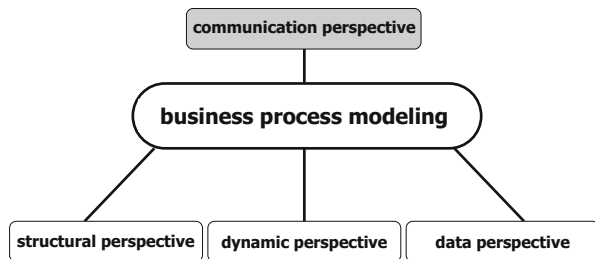 communication perspective
business process modeling
structural perspective
dynamic perspective
data perspective